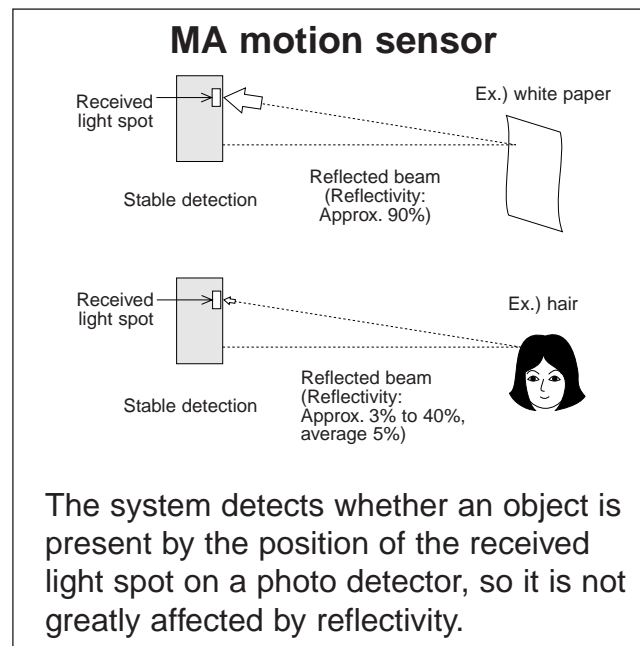 MA motion sensor
Received
light spot
Ex.) white paper
Reflected beam
(Reflectivity:
Approx. 90%)
Stable detection
Received
light spot
Ex.) hair
Reflected beam
(Reflectivity:
Approx. 3% to 40%,
average 5%)
Stable detection
The system detects whether an object is
present by the position of the received
light spot on a photo detector, so it is not
greatly affected by reflectivity.